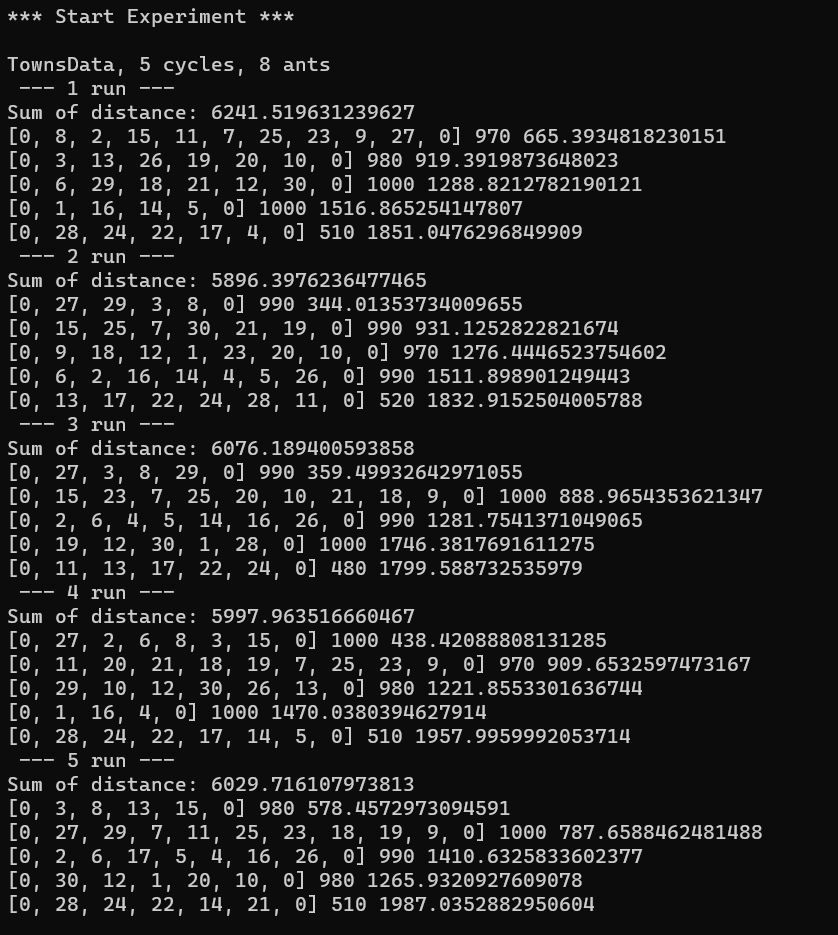 *** Start Experiment ***
TownsData, 5 cycles, 8 ants
--- 1 run ---
Sum of distance: 6241.519631239627
[0, 8, 2, 15, 11, 7, 25, 23, 9, 27, 0] 970 665.3934818230151
[0, 3, 13, 26, 19, 20, 10, 0] 980 919.3919873648023
[0, 6, 29, 18, 21, 12, 30, 0] 1000 1288.8212782190121
[0, 1, 16, 14, 5, 0] 1000 1516.865254147807
[0, 28, 24, 22, 17, 4, 0] 510 1851.0476296849909
--- 2 run ---
Sum of distance: 5896.3976236477465
[0, 27, 29, 3, 8, 0] 990 344.01353734009655
[0, 15, 25, 7, 30, 21, 19, 0] 990 931.1252822821674
[0, 9, 18, 12, 1, 23, 20, 10, 0] 970 1276.4446523754602
[0, 6, 2, 16, 14, 4, 5, 26, 0] 990 1511.898901249443
[0, 13, 17, 22, 24, 28, 11, 0] 520 1832.9152504005788
--- 3 run ---
Sum of distance: 6076.189400593858
[0, 27, 3, 8, 29, 0] 990 359.49932642971055
[0, 15, 23, 7, 25, 20, 10, 21, 18, 9, 0] 1000 888.9654353621347
[0, 2, 6, 4, 5, 14, 16, 26, 0] 990 1281.7541371049065
[0, 19, 12, 30, 1, 28, 0] 1000 1746.3817691611275
[0, 11, 13, 17, 22, 24, 0] 480 1799.588732535979
--- 4 run ---
Sum of distance: 5997.963516660467
[0, 27, 2, 6, 8, 3, 15, 0] 1000 438.42088808131285
[0, 11, 20, 21, 18, 19, 7, 25, 23, 9, 0] 970 909.6532597473167
[0, 29, 10, 12, 30, 26, 13, 0] 980 1221.8553301636744
[0, 1, 16, 4, 0] 1000 1470.0380394627914
[0, 28, 24, 22, 17, 14, 5, 0] 510 1957.9959992053714
--- 5 run ---
Sum of distance: 6029.716107973813
[0, 3, 8, 13, 15, 0] 980 578.4572973094591
[0, 27, 29, 7, 11, 25, 23, 18, 19, 9, 0] 1000 787.6588462481488
[0, 2, 6, 17, 5, 4, 16, 26, 0] 990 1410.6325833602377
[0, 30, 12, 1, 20, 10, 0] 980 1265.9320927609078
[0, 28, 24, 22, 14, 21, 0] 510 1987.0352882950604